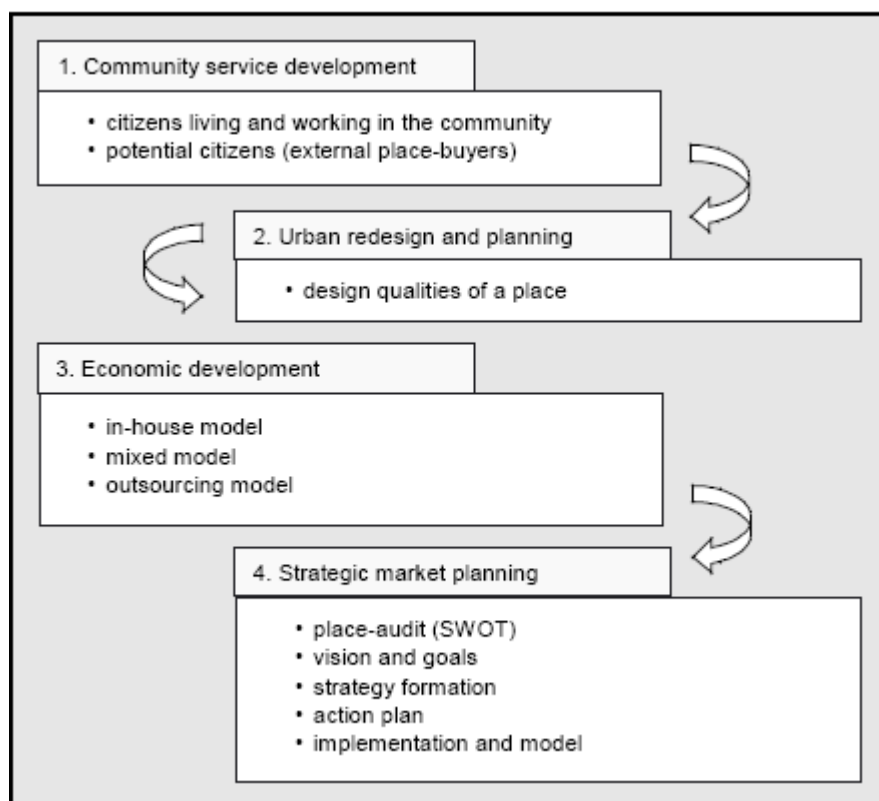 1. Community service development
• citizens living and working in the community
• potential citizens (external place-buyers)
2. Urban redesign and planning
• design qualities of a place
3. Economic development
• in-house model
• mixed model
• outsourcing model
4. Strategic market planning
• place-audit (SWOT)
• vision and goals
• strategy formation
• action plan
• implementation and model